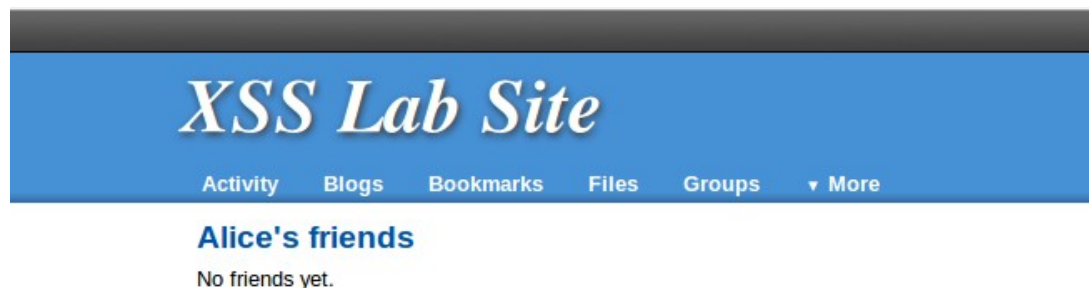 XSS Lab Site
Activity Blogs Bookmarks Files Groups ▼ More
Alice's friends
No friends yet.